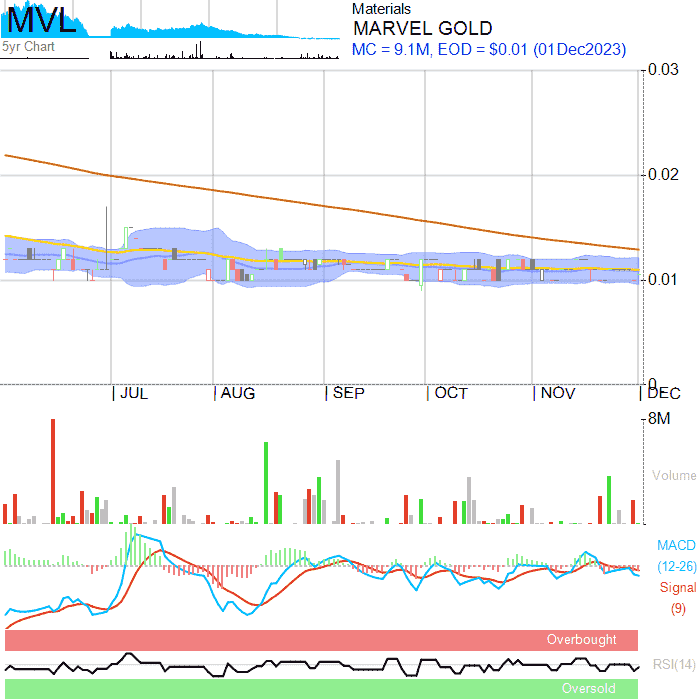 MVL
5yr Chart
Materials
MARVEL GOLD
MC = 9.1M, EOD = $0.01 (01Dec2023)
0.03
0.02
0.01
0
JUL AUG SEP OCT NOV DEC
8M
Volume
MACD
(12-26)
Signal
(9)
Overbought
RSI(14)
Oversold